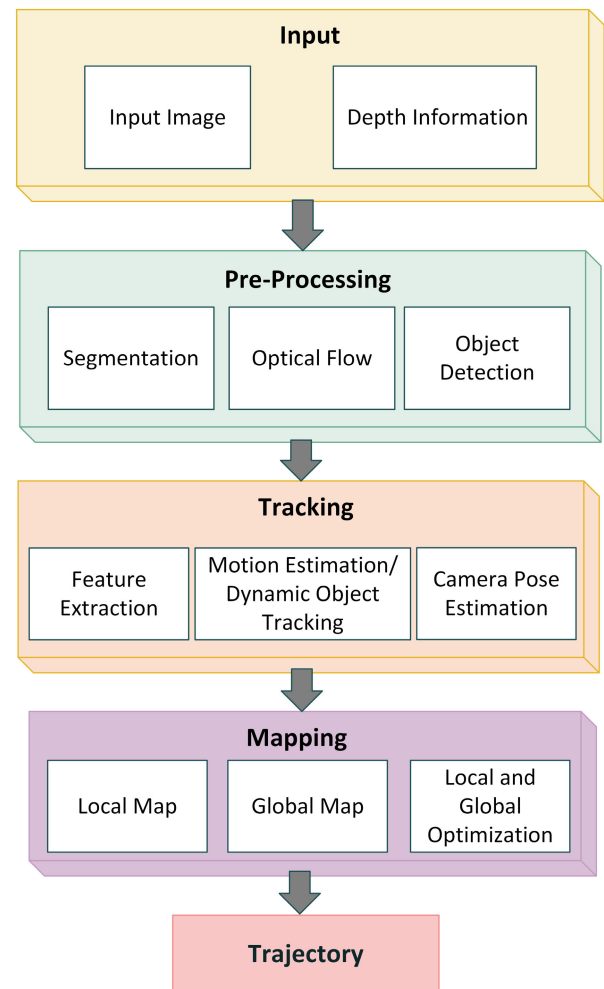 Input
Input Image
Depth Information
Pre-Processing
Segmentation
Optical Flow
Object
Detection
Tracking
Feature
Extraction
Motion Estimation/
Dynamic Object
Tracking
Camera Pose
Estimation
Mapping
Local Map
Global Map
Local and
Global
Optimization
Trajectory